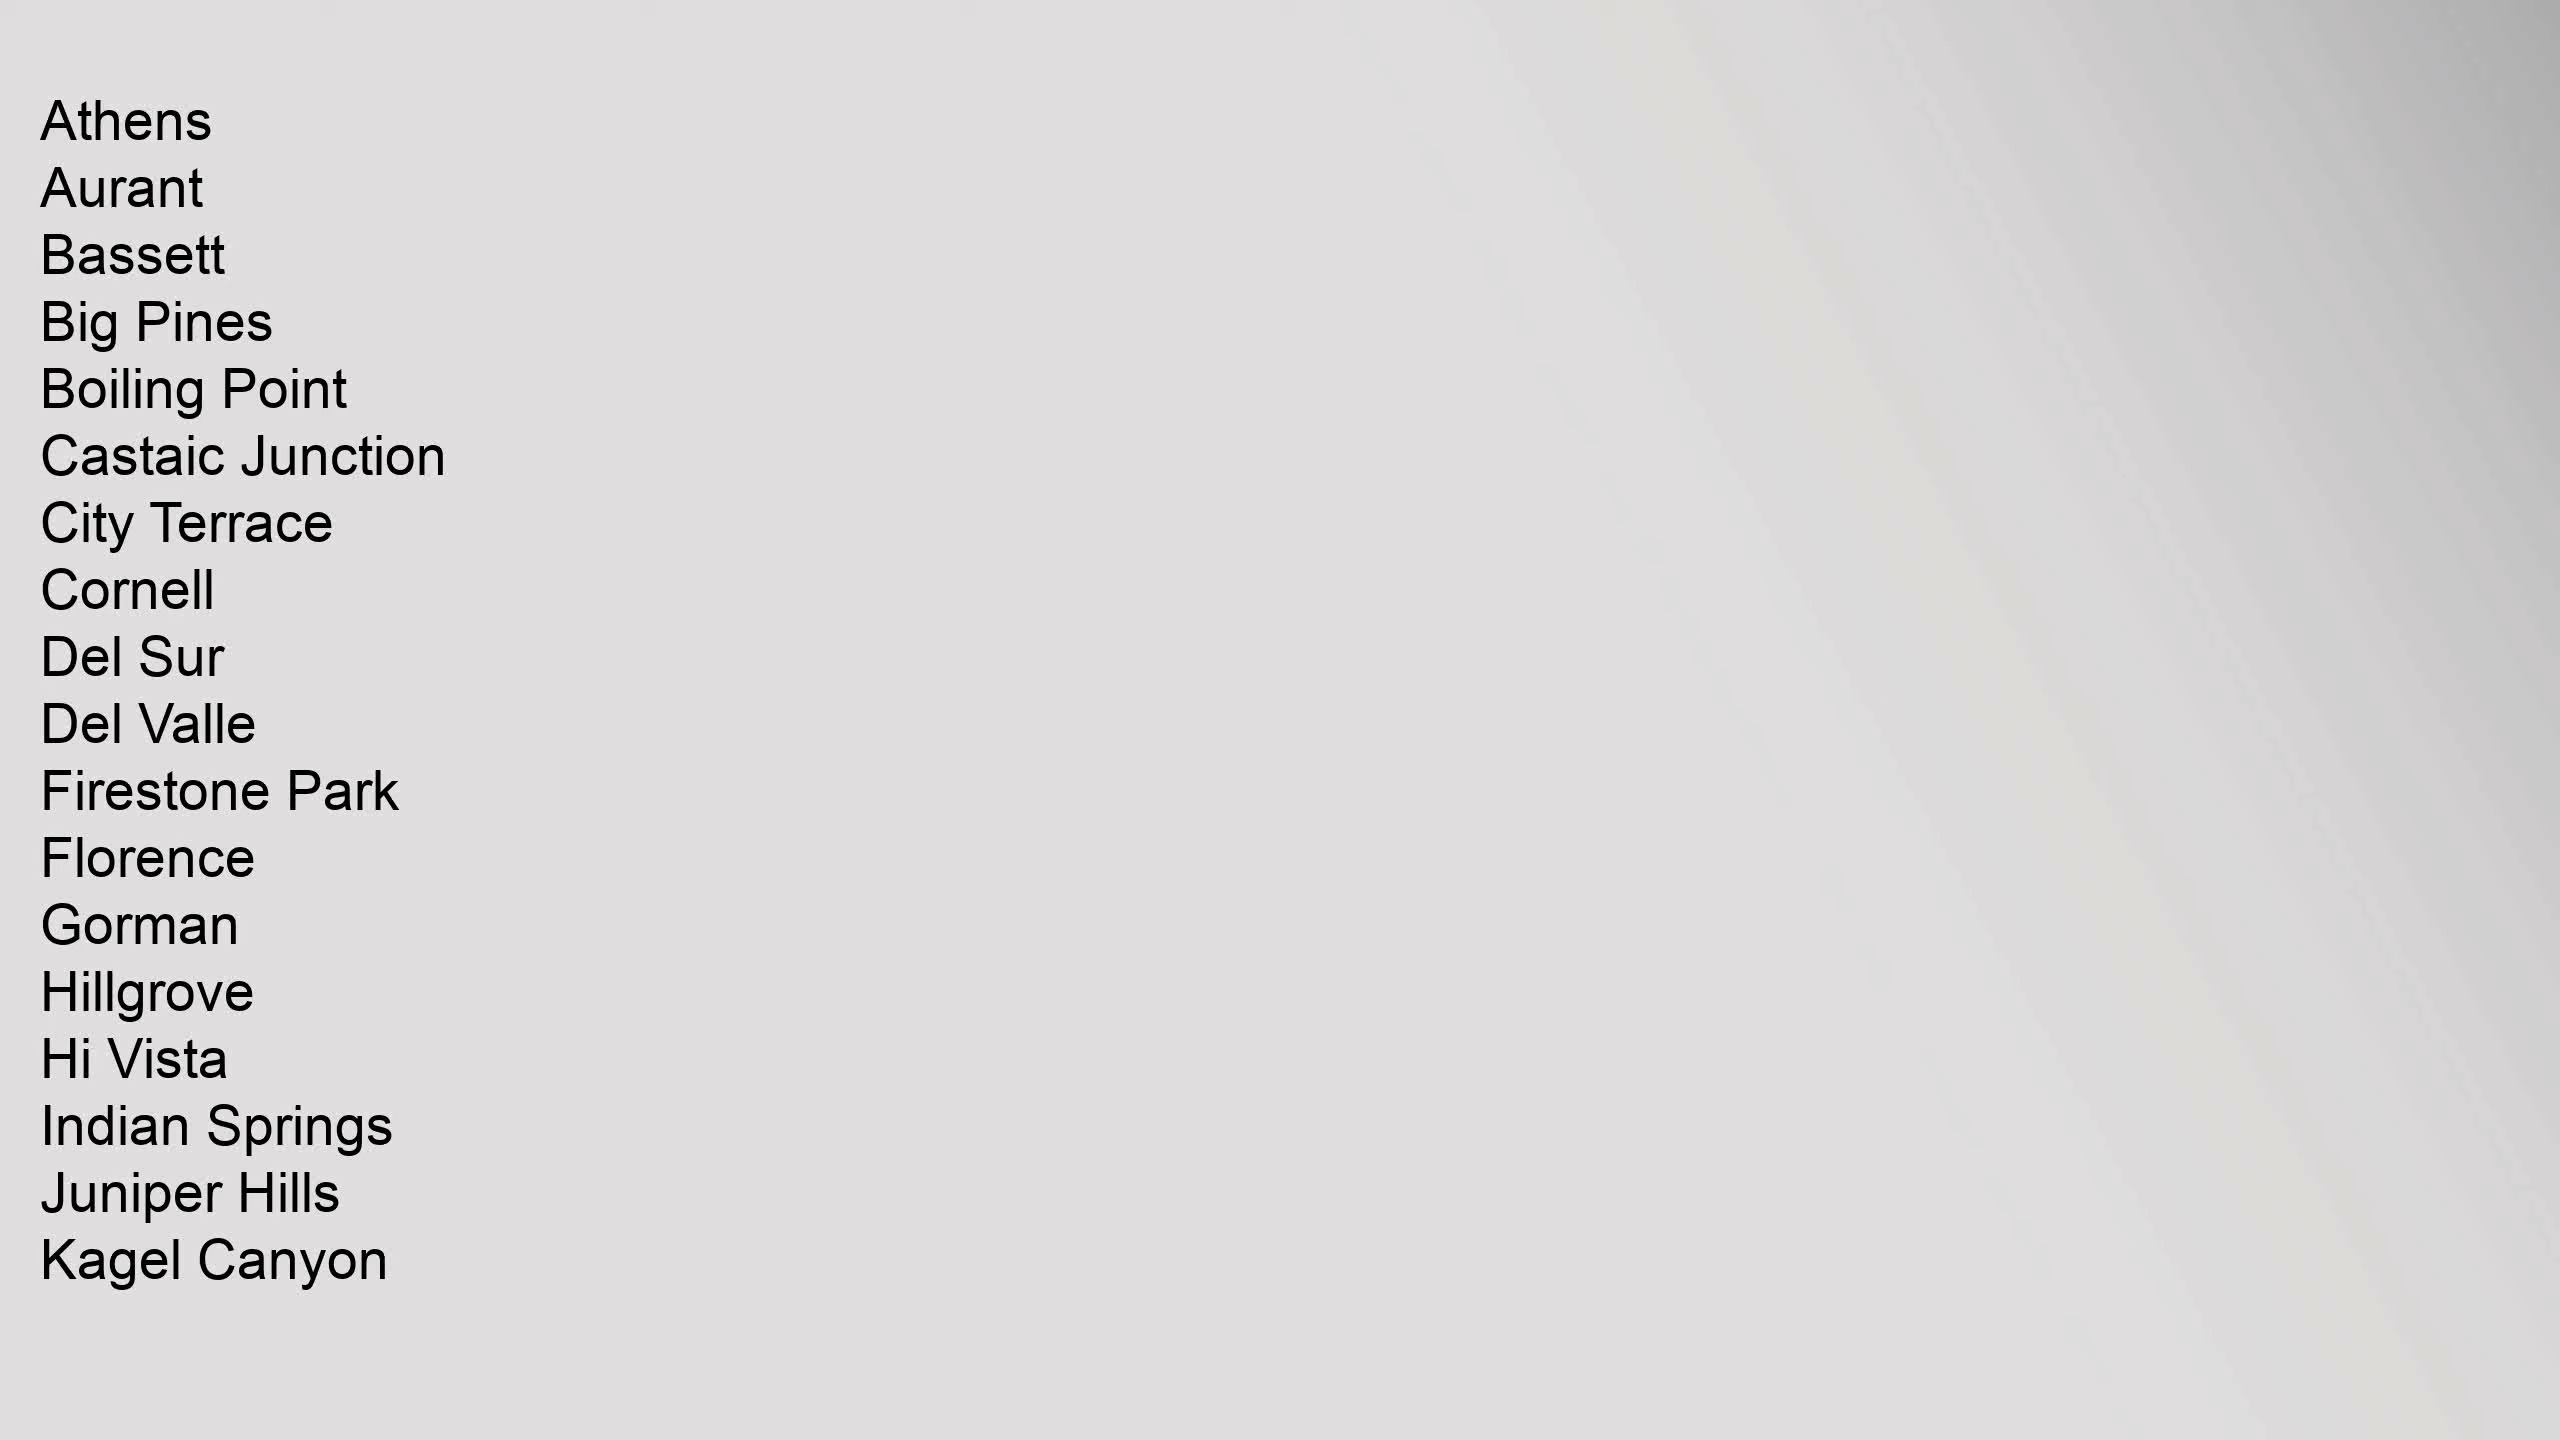 Athens
Aurant
Bassett
Big Pines
Boiling Point
Castaic Junction
City Terrace
Cornell
Del Sur
Del Valle
Firestone Park
Florence
Gorman
Hillgrove
Hi Vista
Indian Springs
Juniper Hills
Kagel Canyon